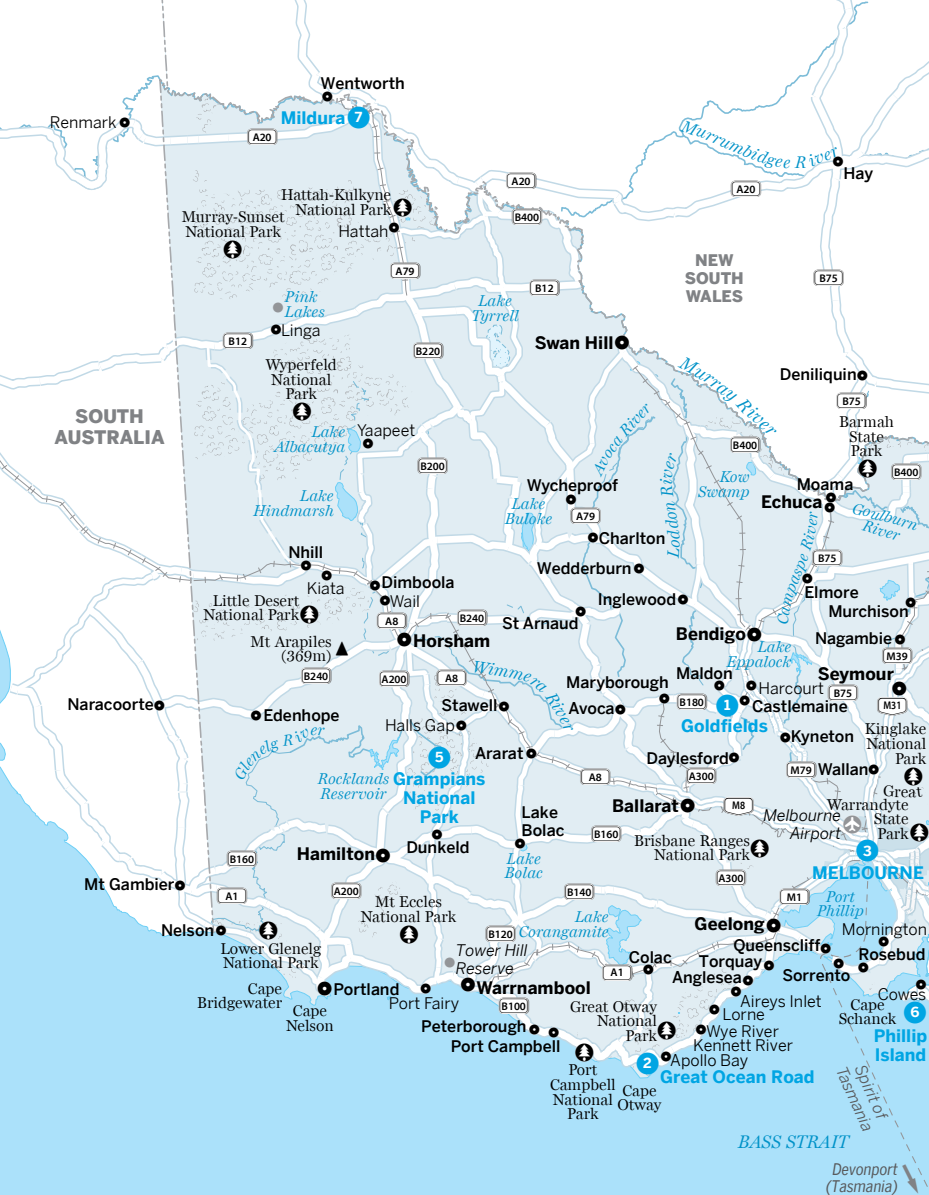 Wentworth
Mildura 7
Renmark
A20
Murrumbidgee River
Hay
A20
A20
Hattah-Kulkyne
National Park
Murray-Sunset
National Park
Hattah
B400
NEW
SOUTH
WALES
A79
B75
B12
Pink
Lakes
Lake
Tyrrell
Linga
B12
Swan Hill
B220
Wyperfeld
National
Park
Murray River
Deniliquin
B75
SOUTH
AUSTRALIA
Barmah
State
Park
Lake
Albacutya
Yaapeet
Avoca River
B400
B200
B400
Loddon River
Kow
Swamp
Moama
Echuca
Wycheproof
Lake
Hindmarsh
Lake
Buloke
A79
Goulburn
River
Charlton
Campaspe River
B75
Nhill
Kiata
Dimboola
Wail
Wedderburn
Elmore
Little Desert
National Park
Inglewood
Murchison
A8
B240
St Arnaud
Mt Arapiles
(369m)
Horsham
Bendigo
Nagambie
Lake
Eppalock
M39
B240
A200
A8
Wimmera River
Seymour
Maldon
Harcourt
B75
Maryborough
B180
Castlemaine
M31
Naracoorte
Edenhope
Stawell
Avoca
1
Goldfields
Halls Gap
Kyneton
Kinglake
National
Park
Glenelg River
Ararat
Daylesford
M79
Wallan
5
Grampians
National
Park
Rocklands
Reservoir
A8
A300
Great
Warrandyte
State
Park
Ballarat
M8
Melbourne
Airport
Lake
Bolac
B160
Brisbane Ranges
National Park
Dunkeld
3
MELBOURNE
Hamilton
B160
Lake
Bolac
Mt Gambier
A300
A1
A200
B140
M1
Port
Phillip
Mt Eccles
National Park
Nelson
Lake
Corangamite
Geelong
Mornington
Lower Glenelg
National Park
B120
Queenscliff
Tower Hill
Reserve
Colac
Torquay
Rosebud
A1
Anglesea
Sorrento
Cape
Bridgewater
Portland
Port Fairy
Warrnambool
Cowes
Cape
Nelson
B100
Great Otway
National
Park
Aireys Inlet
Lorne
Cape
Schanck
6
Phillip
Island
Peterborough
Port Campbell
Wye River
Kennett River
Apollo Bay
2
Great Ocean Road
Port
Campbell
National
Park
Cape
Otway
Spirit of
Tasmania
BASS STRAIT
Devonport
(Tasmania)